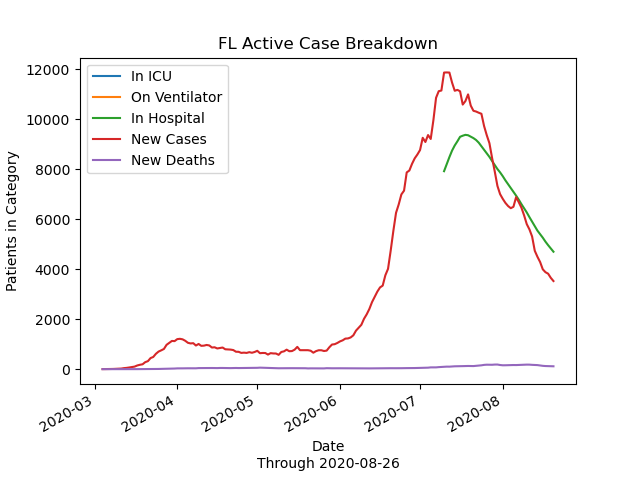 FL Active Case Breakdown
In ICU
On Ventilator
In Hospital
New Cases
New Deaths
12000
10000
8000
6000
4000
2000
0
Patients in Category
2020-03
2020-04
2020-05
2020-06
2020-07
2020-08
Date
Through 2020-08-26